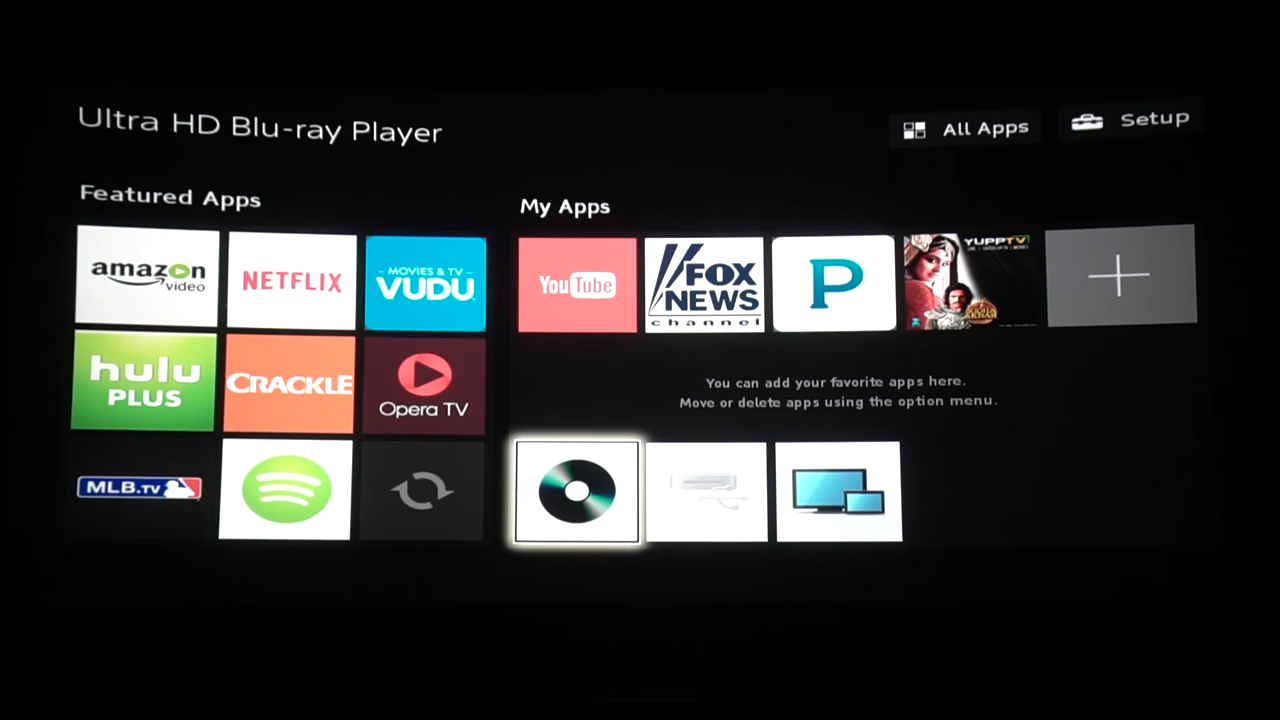 Ultra HD Blu-ray Player
All Apps
Setup
Featured Apps
My Apps
amazon
video
NETFLIX
- MOVIES & TV -
VUDU
YouTube
FOX
NEWS
channel
P
YUPPTV
hulu
PLUS
CRACKLE
Opera TV
You can add your favorite apps here.
Move or delete apps using the option menu.
MLB.TV